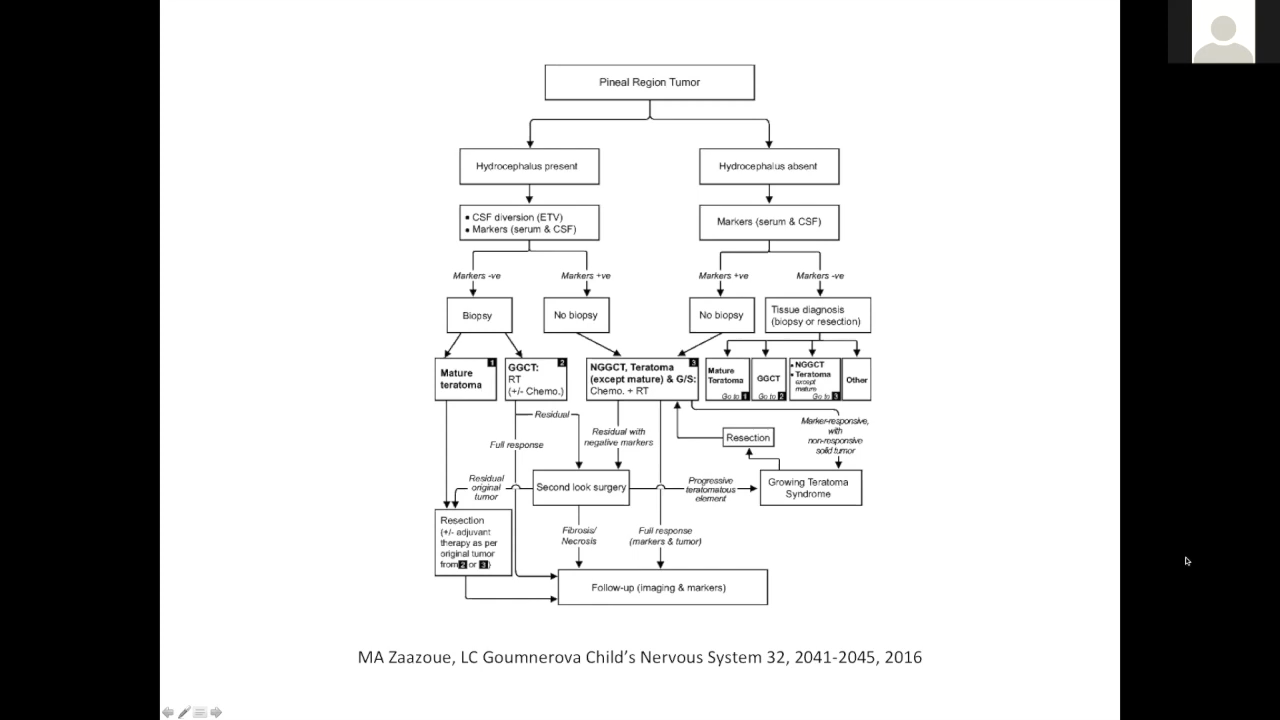 Pineal Region Tumor
Hydrocephalus present
Hydrocephalus absent
• CSF diversion (ETV)
• Markers (serum & CSF)
Markers (serum & CSF)
Markers -ve
Markers +ve
Markers +ve
Markers -ve
Biopsy
No biopsy
No biopsy
Tissue diagnosis
(biopsy or resection)
1
Mature
teratoma
2
GGCT:
RT
(+/- Chemo.)
3
NGGCT, Teratoma
(except mature) & G/S:
Chemo. + RT
Mature
Teratoma
Go to 1
GGCT
Go to 2
• NGGCT
• Teratoma
except
mature
Go to 3
Other
Residual
Full response
Residual with
negative markers
Resection
Marker-responsive,
with
non-responsive
solid tumor
Residual
original
tumor
Second look surgery
Progressive
teratomatous
element
Growing Teratoma
Syndrome
Resection
(+/- adjuvant
therapy as per
original tumor
from 2 or 3)
Fibrosis/
Necrosis
Full response
(markers & tumor)
Follow-up (imaging & markers)
MA Zaazoue, LC Goumnerova Child’s Nervous System 32, 2041-2045, 2016